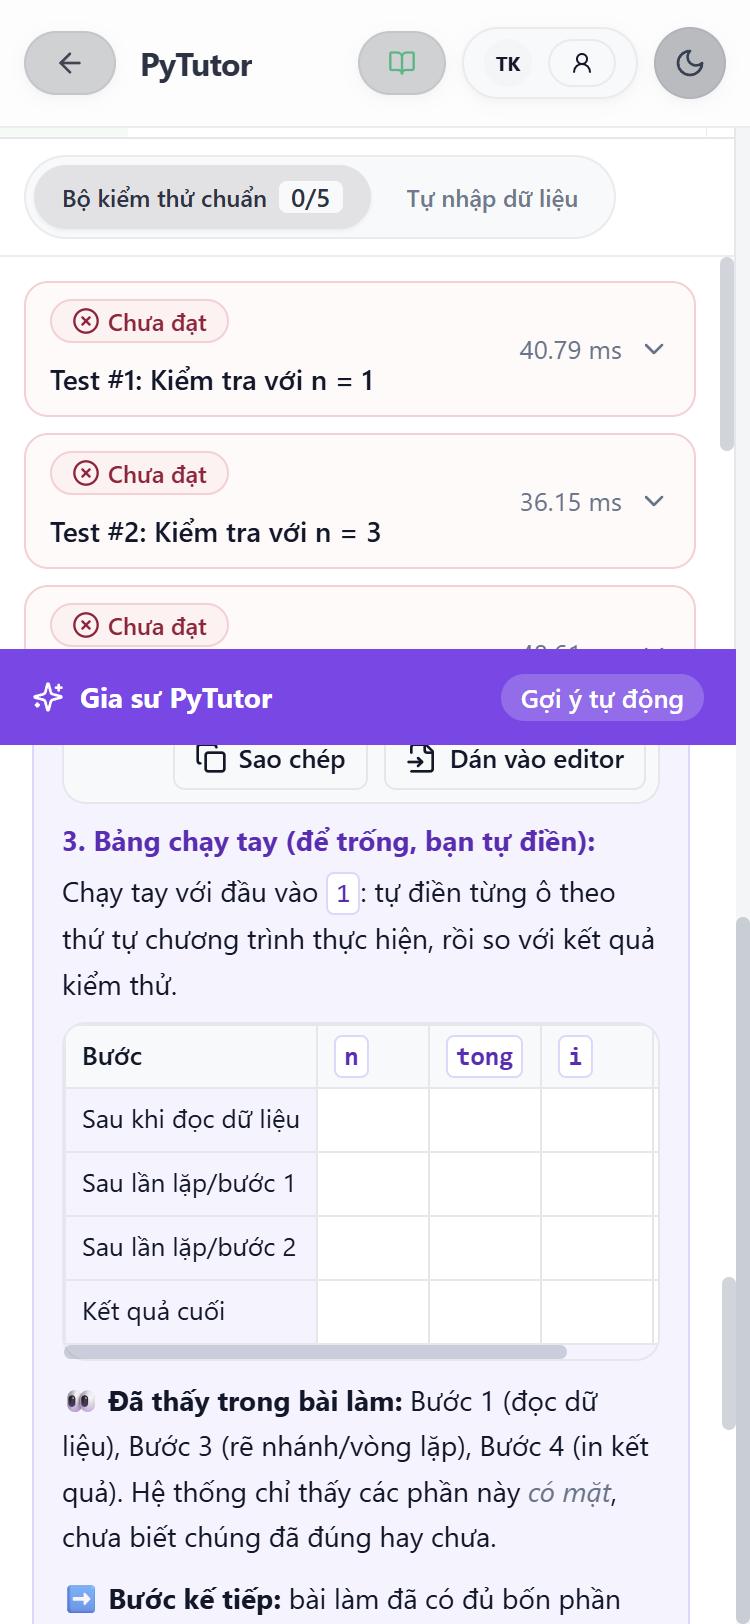 PyTutor
TK
Bộ kiểm thử chuẩn 0/5
Tự nhập dữ liệu
Chưa đạt
40.79 ms
Test #1: Kiểm tra với n = 1
Chưa đạt
36.15 ms
Test #2: Kiểm tra với n = 3
Chưa đạt
Gia sư PyTutor
Gợi ý tự động
Sao chép
Dán vào editor
3. Bảng chạy tay (để trống, bạn tự điền):
Chạy tay với đầu vào 1: tự điền từng ô theo
thứ tự chương trình thực hiện, rồi so với kết quả
kiểm thử.
Bước n tong i
Sau khi đọc dữ liệu
Sau lần lặp/bước 1
Sau lần lặp/bước 2
Kết quả cuối
👀 Đã thấy trong bài làm: Bước 1 (đọc dữ
liệu), Bước 3 (rẽ nhánh/vòng lặp), Bước 4 (in kết
quả). Hệ thống chỉ thấy các phần này có mặt,
chưa biết chúng đã đúng hay chưa.
➡️ Bước kế tiếp: bài làm đã có đủ bốn phần